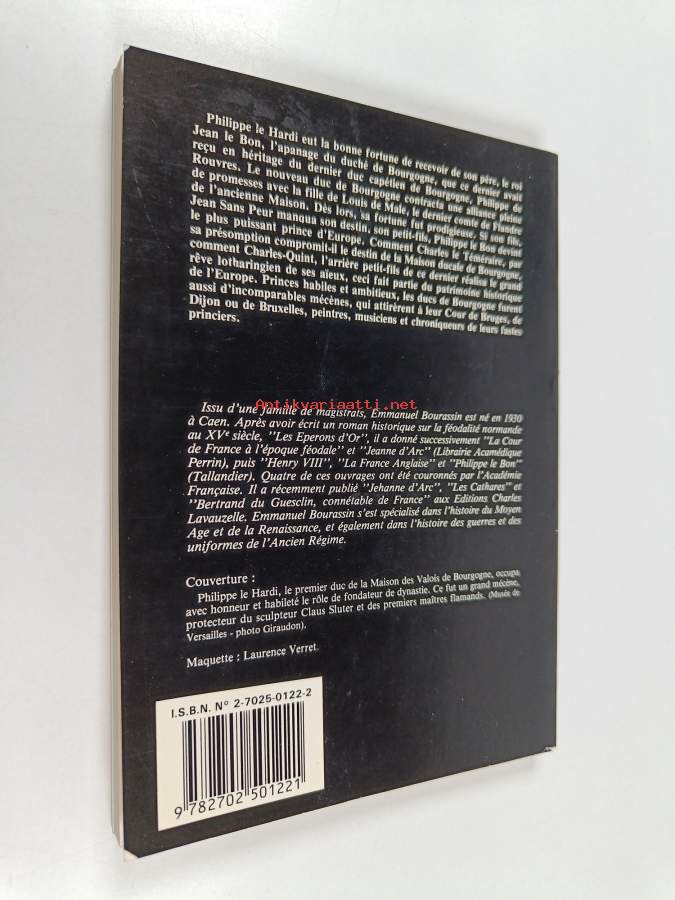 Philippe le Hardi eut la bonne fortune de recevoir de son père, le roi
Jean le Bon, l'apanage du duché de Bourgogne, que ce dernier avait
reçu en héritage du dernier duc capétien de Bourgogne, Philippe de
Rouvres. Le nouveau duc de Bourgogne contracta une alliance pleine
de promesses avec la fille de Louis de Male, le dernier comte de Flandre
de l'ancienne Maison. Dès lors, sa fortune fut prodigieuse. Si son fils,
Jean Sans Peur manqua son destin, son petit-fils, Philippe le Bon devint
le plus puissant prince d'Europe. Comment Charles le Téméraire, par
sa présomption compromit-il le destin de la Maison ducale de Bourgogne,
comment Charles-Quint, l'arrière petit-fils de ce dernier réalisa le grand
rêve lotharingien de ses aïeux, ceci fait partie du patrimoine historique
de l'Europe. Princes habiles et ambitieux, les ducs de Bourgogne furent
aussi d'incomparables mécènes, qui attirèrent à leur Cour de Bruges, de
Dijon ou de Bruxelles, peintres, musiciens et chroniqueurs de leurs fastes
princiers.
Antikvariaatti.net
Issu d'une famille de magistrats, Emmanuel Bourassin est né en 1930
à Caen. Après avoir écrit un roman historique sur la féodalité normande
au XVe siècle, "Les Eperons d'Or", il a donné successivement "La Cour
de France à l'époque féodale" et "Jeanne d'Arc" (Librairie Acamédique
Perrin), puis "Henry VIII", "La France Anglaise" et "Philippe le Bon"
(Tallandier). Quatre de ces ouvrages ont été couronnés par l'Académie
Française. Il a récemment publié "Jehanne d'Arc", "Les Cathares" et
"Bertrand du Guesclin, connétable de France" aux Editions Charles
Lavauzelle. Emmanuel Bourassin s'est spécialisé dans l'histoire du Moyen
Age et de la Renaissance, et également dans l'histoire des guerres et des
uniformes de l'Ancien Régime.
Couverture :
Philippe le Hardi, le premier duc de la Maison des Valois de Bourgogne, occupa
avec honneur et habileté le rôle de fondateur de dynastie. Ce fut un grand mécène,
protecteur du sculpteur Claus Sluter et des premiers maîtres flamands. (Musée de
Versailles - photo Giraudon).
Maquette : Laurence Verret.
I.S.B.N. N° 2-7025-0122-2
9 782702 501221